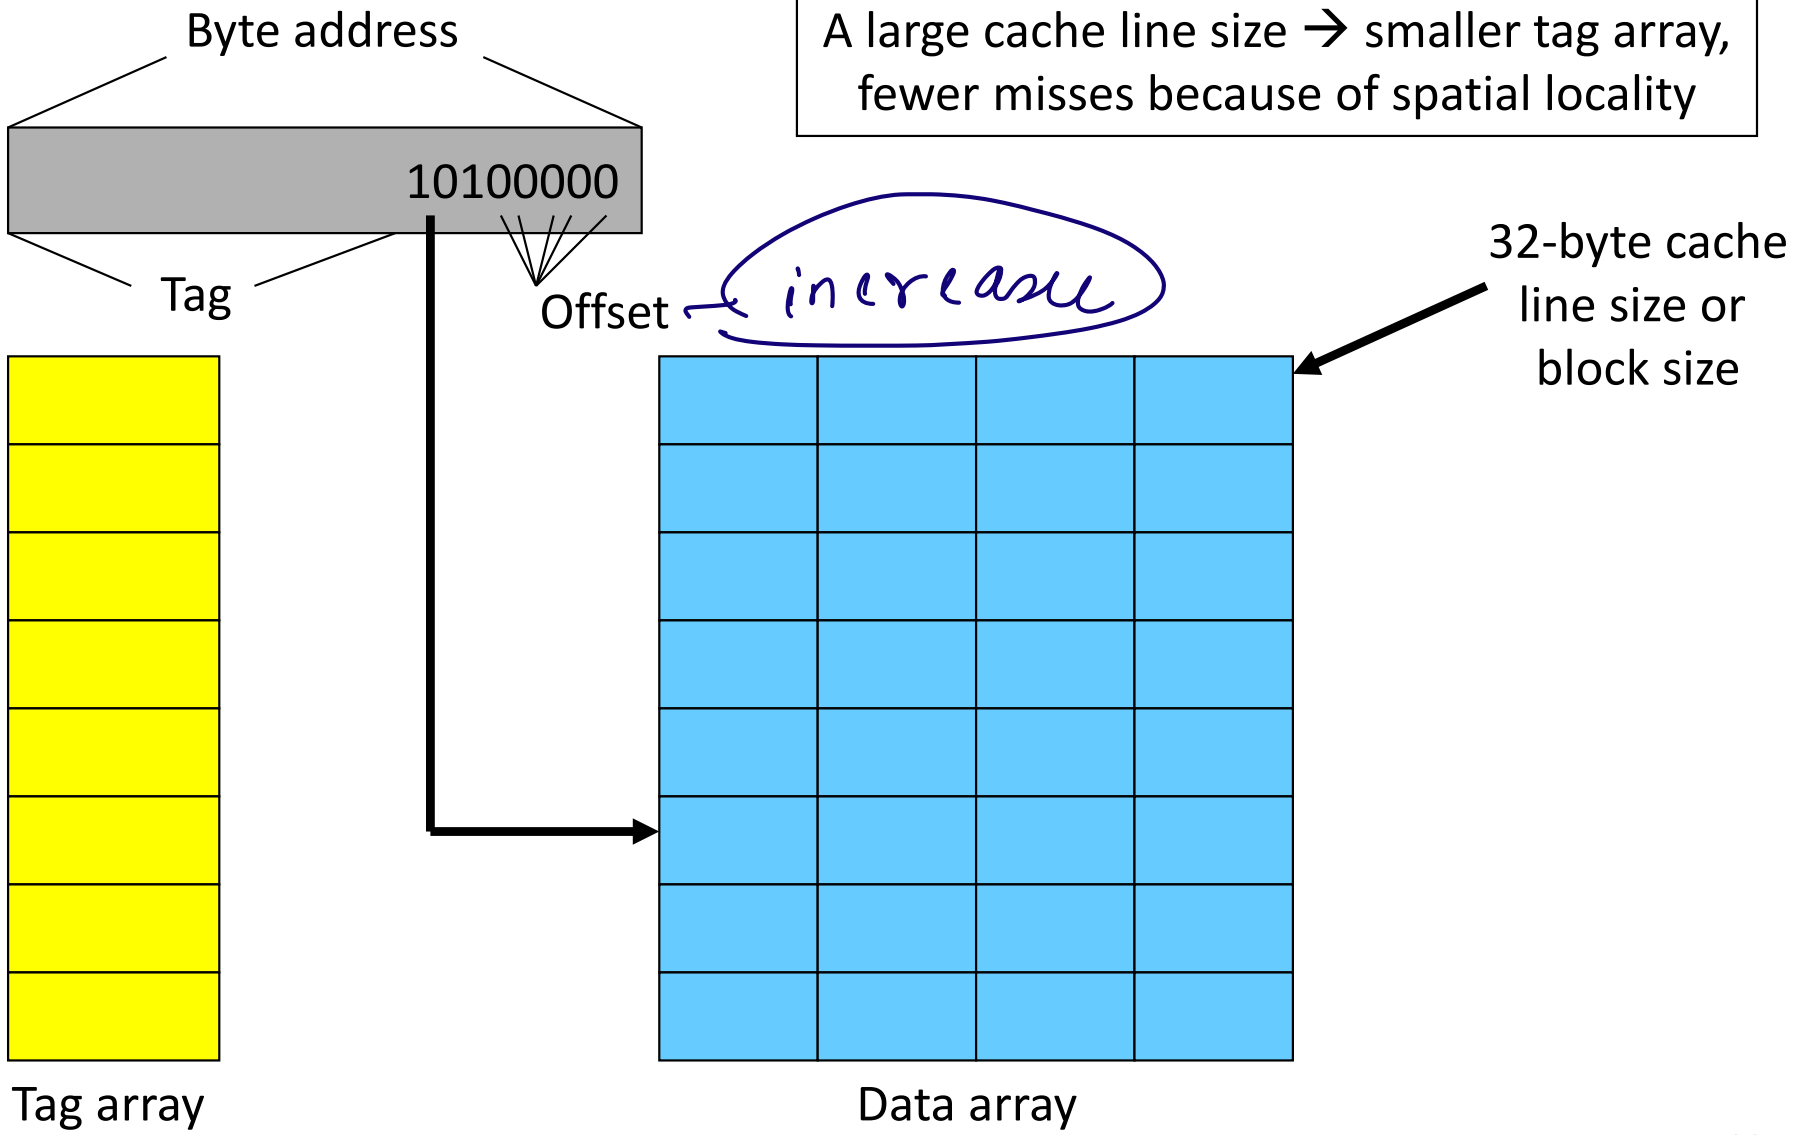 Byte address
A large cache line size → smaller tag array,
fewer misses because of spatial locality
10100000
Tag
Offset
increase
32-byte cache
line size or
block size
Tag array
Data array